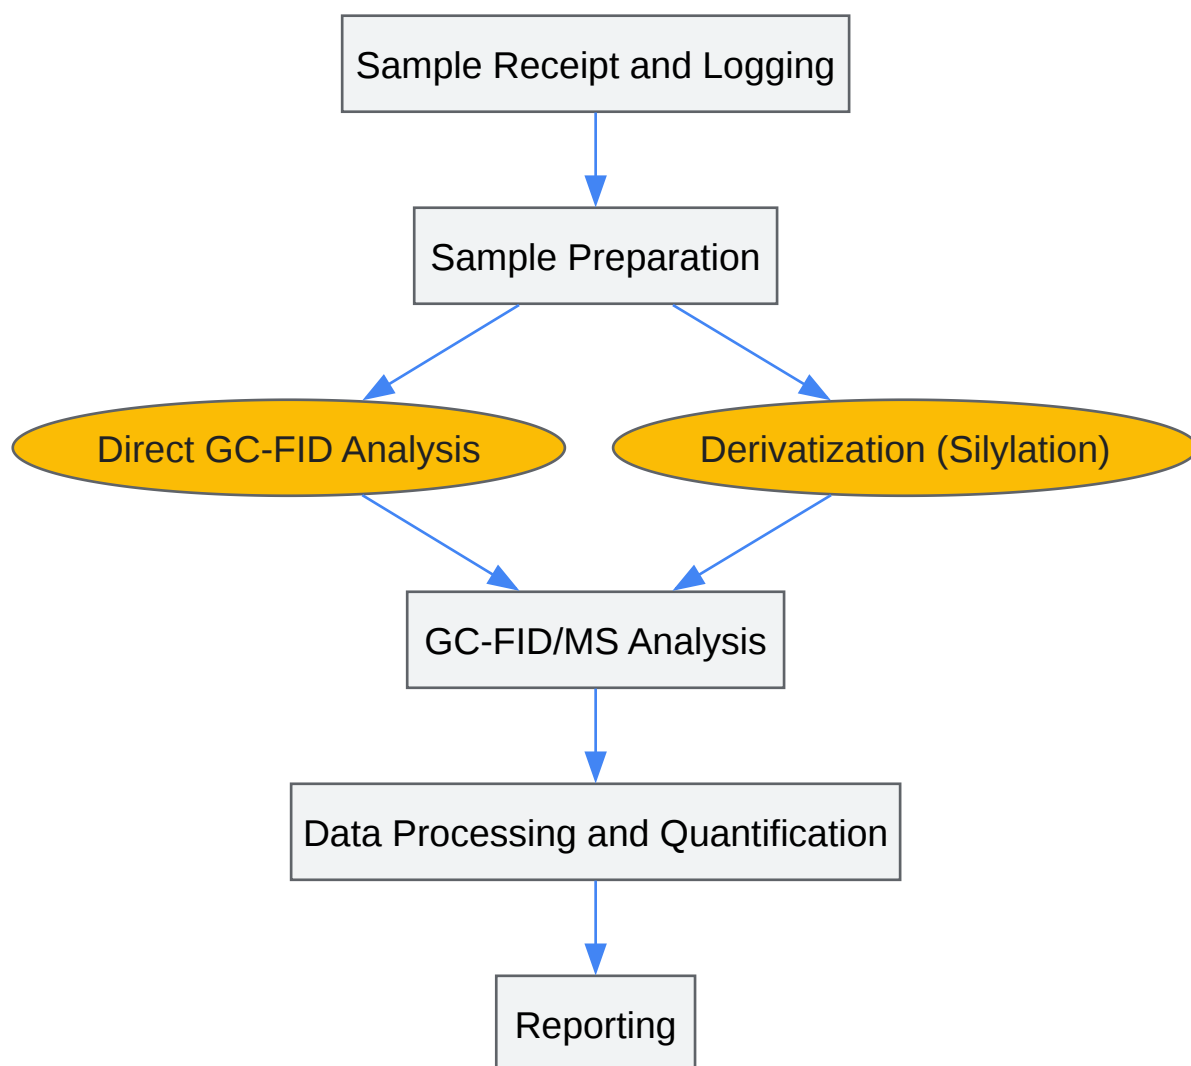 Sample Receipt and Logging
Sample Preparation
Direct GC-FID Analysis
Derivatization (Silylation)
GC-FID/MS Analysis
Data Processing and Quantification
Reporting